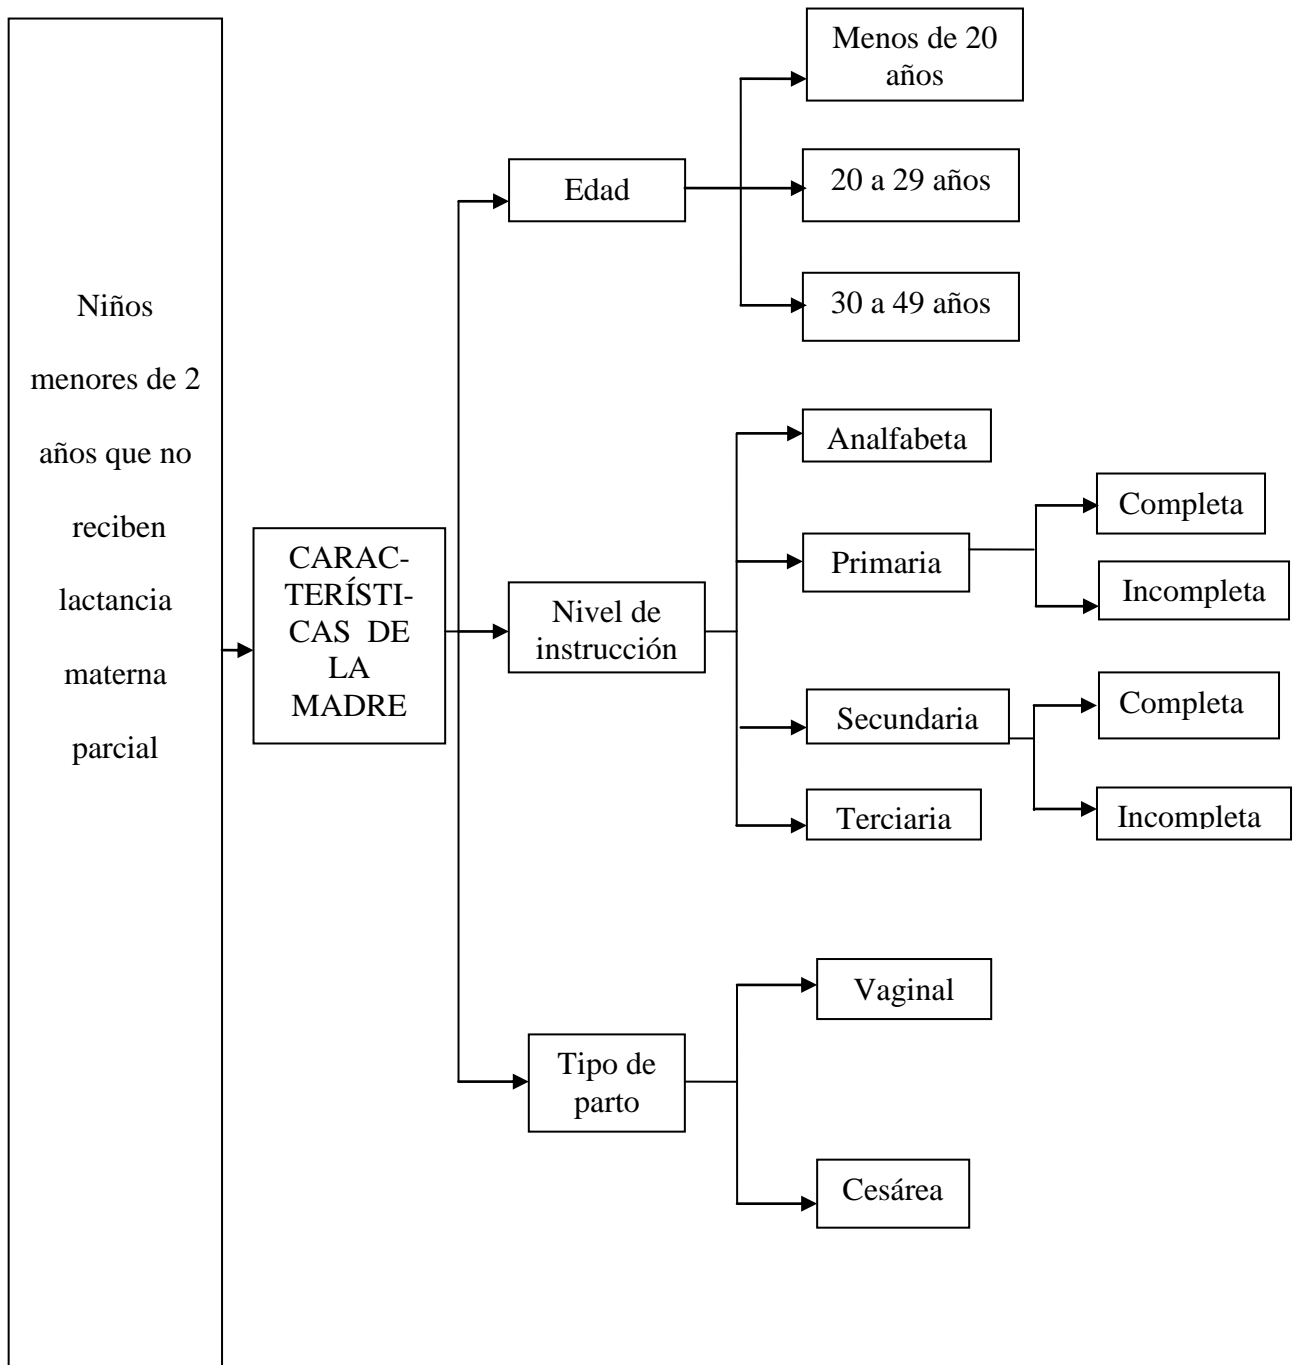 Niños
menores de 2
años que no
reciben
lactancia
materna
parcial
CARAC-
TERÍSTI-
CAS DE
LA
MADRE
Edad
Menos de 20
años
20 a 29 años
30 a 49 años
Nivel de
instrucción
Analfabeta
Primaria
Completa
Incompleta
Secundaria
Completa
Incompleta
Terciaria
Tipo de
parto
Vaginal
Cesárea